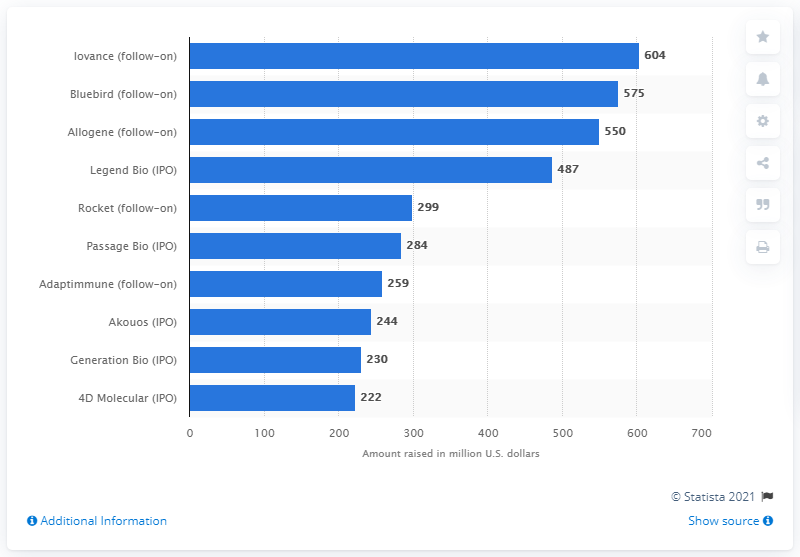 Iovance (follow-on) 604
Bluebird (follow-on) 575
Allogene (follow-on) 550
Legend Bio (IPO) 487
Rocket (follow-on) 299
Passage Bio (IPO) 284
Adaptimmune (follow-on) 259
Akouos (IPO) 244
Generation Bio (IPO) 230
4D Molecular (IPO) 222
0 100 200 300 400 500 600 700
Amount raised in million U.S. dollars
© Statista 2021
Additional Information
Show source